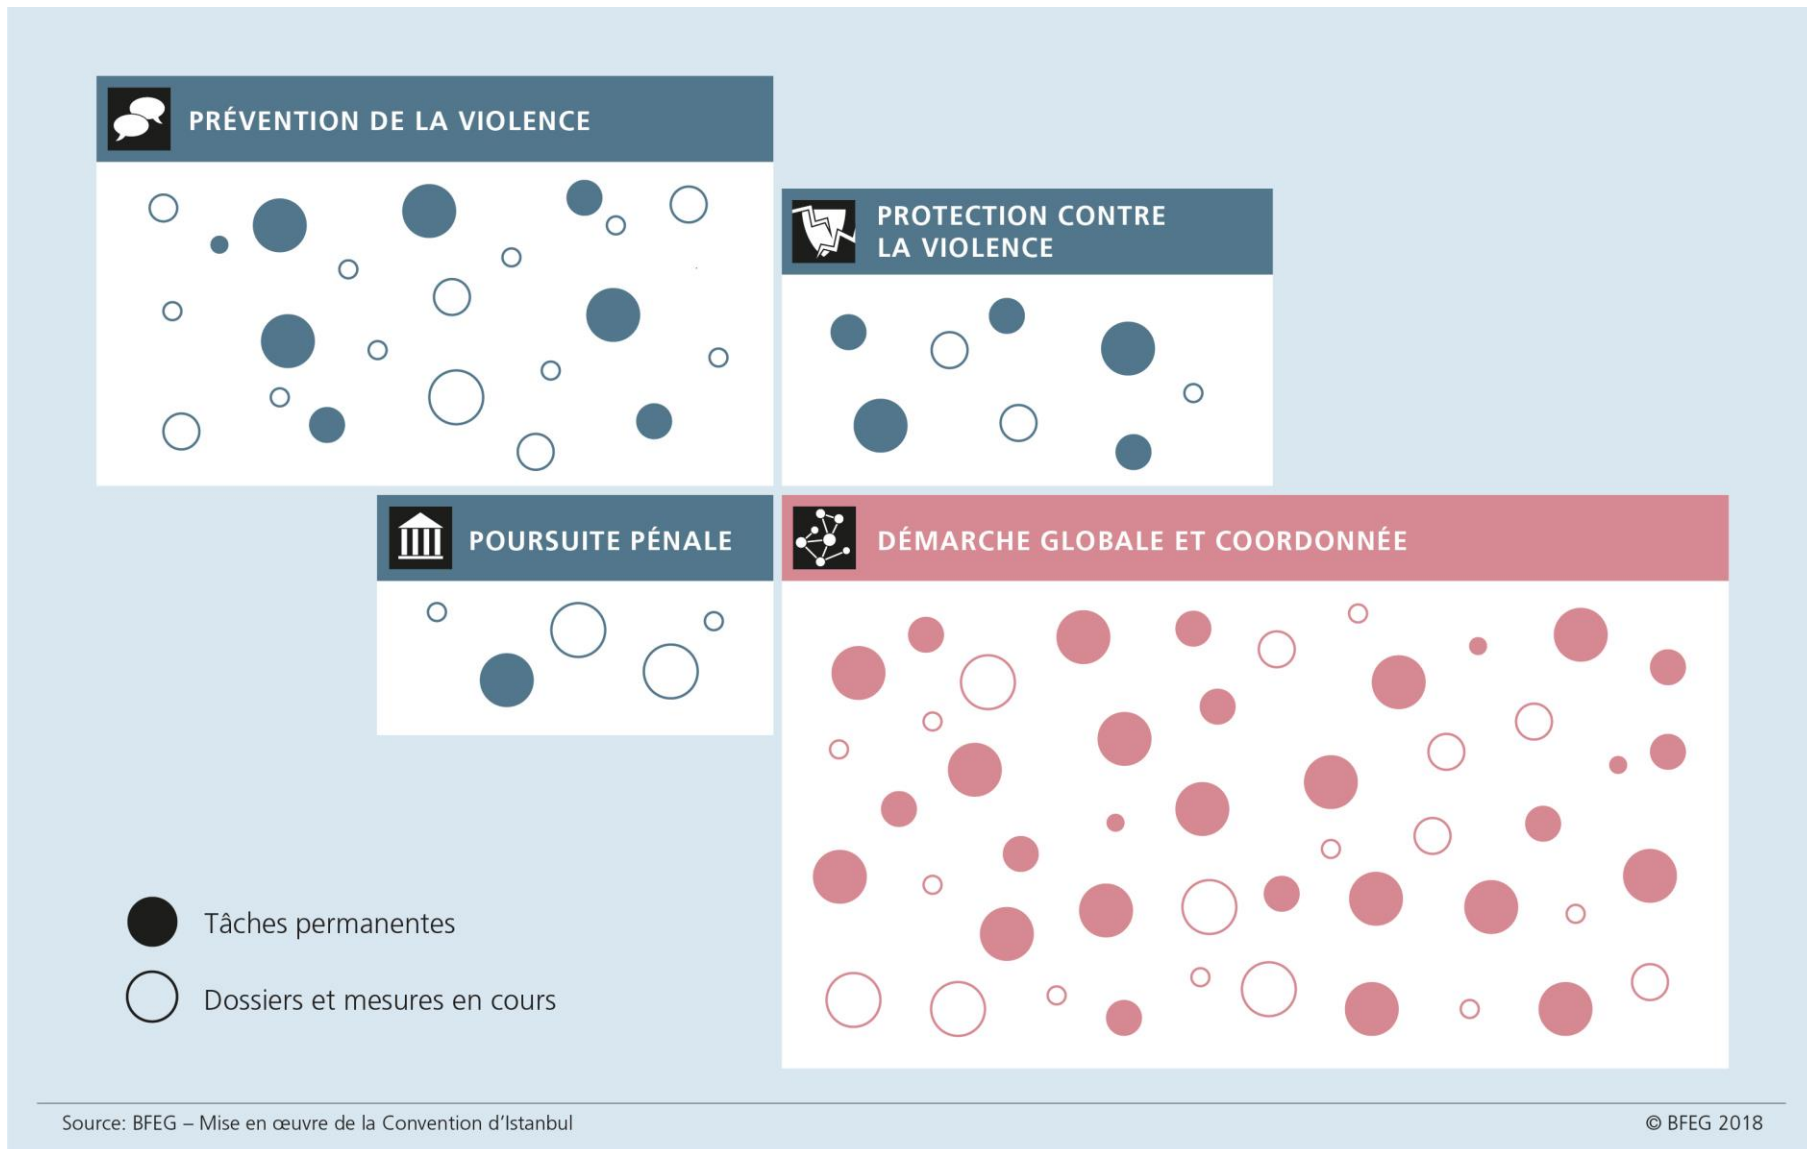 PRÉVENTION DE LA VIOLENCE
PROTECTION CONTRE
LA VIOLENCE
POURSUITE PÉNALE
DÉMARCHE GLOBALE ET COORDONNÉE
Tâches permanentes
Dossiers et mesures en cours
Source: BFEG – Mise en œuvre de la Convention d’Istanbul
© BFEG 2018